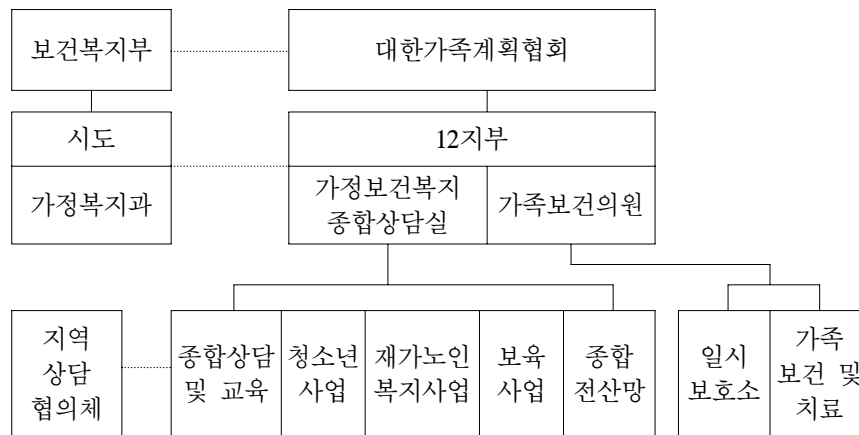 보건복지부
대한가족계획협회
시도
12지부
가정복지과
가정보건복지
종합상담실
가족보건의원
지역
상담
협의체
종합상담
및 교육
청소년
사업
재가노인
복지사업
보육
사업
종합
전산망
일시
보호소
가족
보건 및
치료